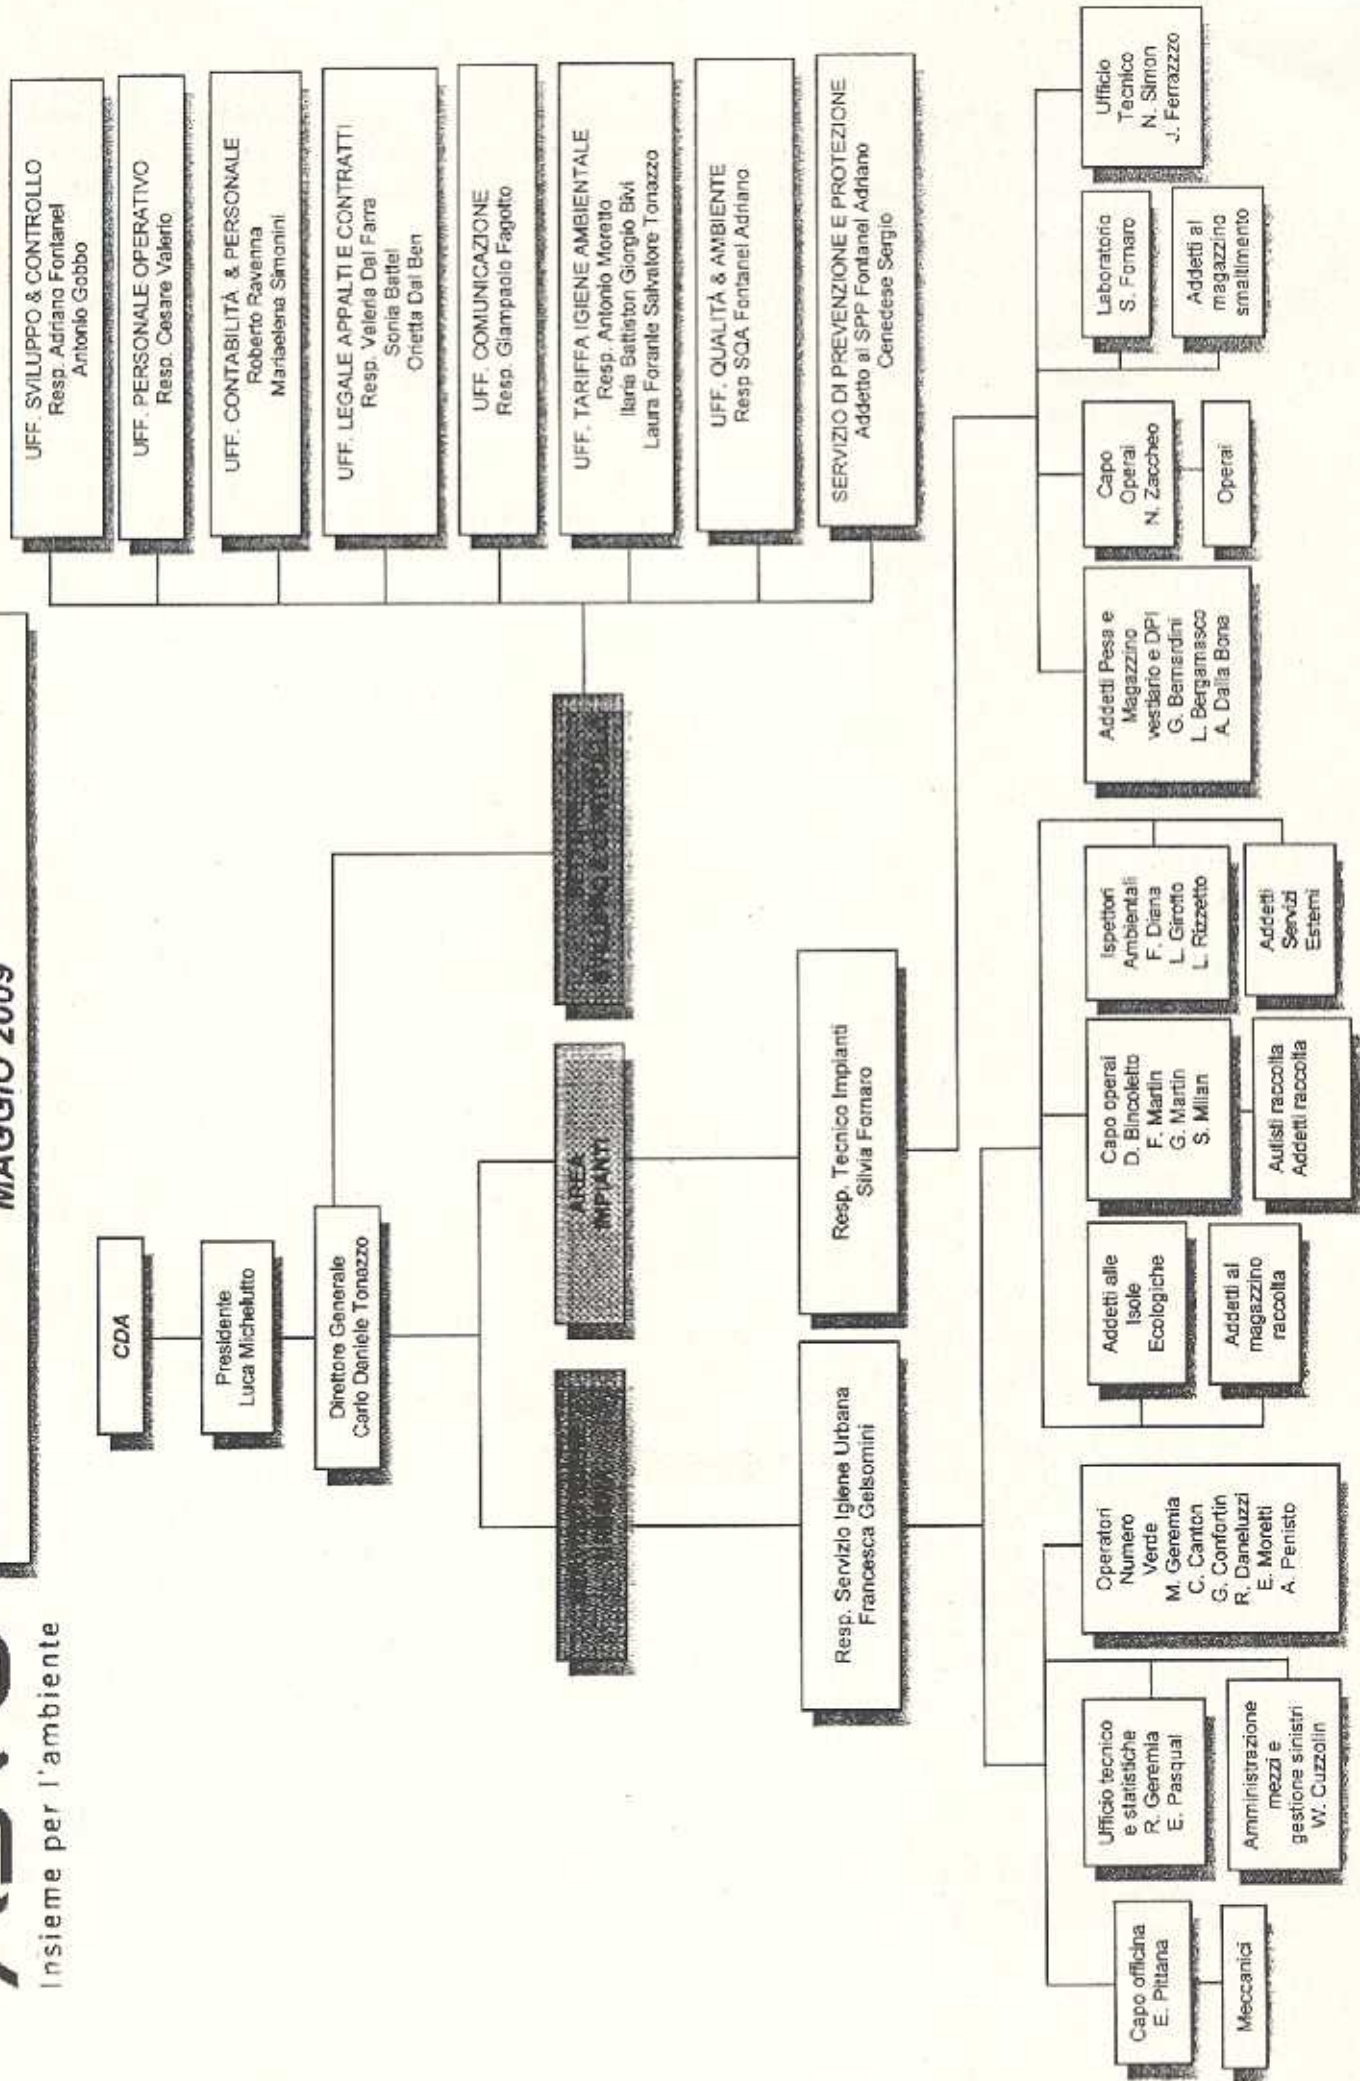 MAGGIO 2009
Insieme per l'ambiente
CDA
Presidente
Luca Michelutto
Direttore Generale
Carlo Daniele Tonazzo
AREA
IMPIANTI
UFF. SVILUPPO & CONTROLLO
Resp. Adriano Fontanel
Antonio Gobbo
UFF. PERSONALE OPERATIVO
Resp. Cesare Valerio
UFF. CONTABILITÀ & PERSONALE
Roberto Ravenna
Mariaelena Simonini
UFF. LEGALE APPALTI E CONTRATTI
Resp. Valeria Dal Farra
Sonia Battel
Orietta Dal Ben
UFF. COMUNICAZIONE
Resp. Giampaolo Fagotto
UFF. TARIFFA IGIENE AMBIENTALE
Resp. Antonio Moretto
Ilaria Battiston Giorgio Bivi
Laura Forante Salvatore Tonazzo
UFF. QUALITÀ & AMBIENTE
Resp SQA Fontanel Adriano
SERVIZIO DI PREVENZIONE E PROTEZIONE
Addetto al SPP Fontanel Adriano
Cenedese Sergio
Resp. Servizio Igiene Urbana
Francesca Gelsomini
Resp. Tecnico Impianti
Silvia Fornaro
Capo officina
E. Pittana
Meccanici
Ufficio tecnico
e statistiche
R. Geremia
E. Pasqual
Amministrazione
mezzi e
gestione sinistri
W. Cuzzolin
Operatori
Numero
Verde
M. Geremia
C. Canton
G. Confortin
R. Daneluzzi
E. Moretti
A. Penisto
Addetti alle
Isole
Ecologiche
Addetti al
magazzino
raccolta
Capo operai
D. Bincoletto
F. Martin
G. Martin
S. Milan
Autisti raccolta
Addetti raccolta
Ispettori
Ambientali
F. Diana
L. Girotto
L. Rizzetto
Addetti
Servizi
Esterni
Addetti Pesa e
Magazzino
vestiario e DPI
G. Bernardini
L. Bergamasco
A. Dalla Bona
Capo
Operai
N. Zaccheo
Operai
Laboratorio
S. Fornaro
Addetti al
magazzino
smaltimento
Ufficio
Tecnico
N. Simon
J. Ferrazzo